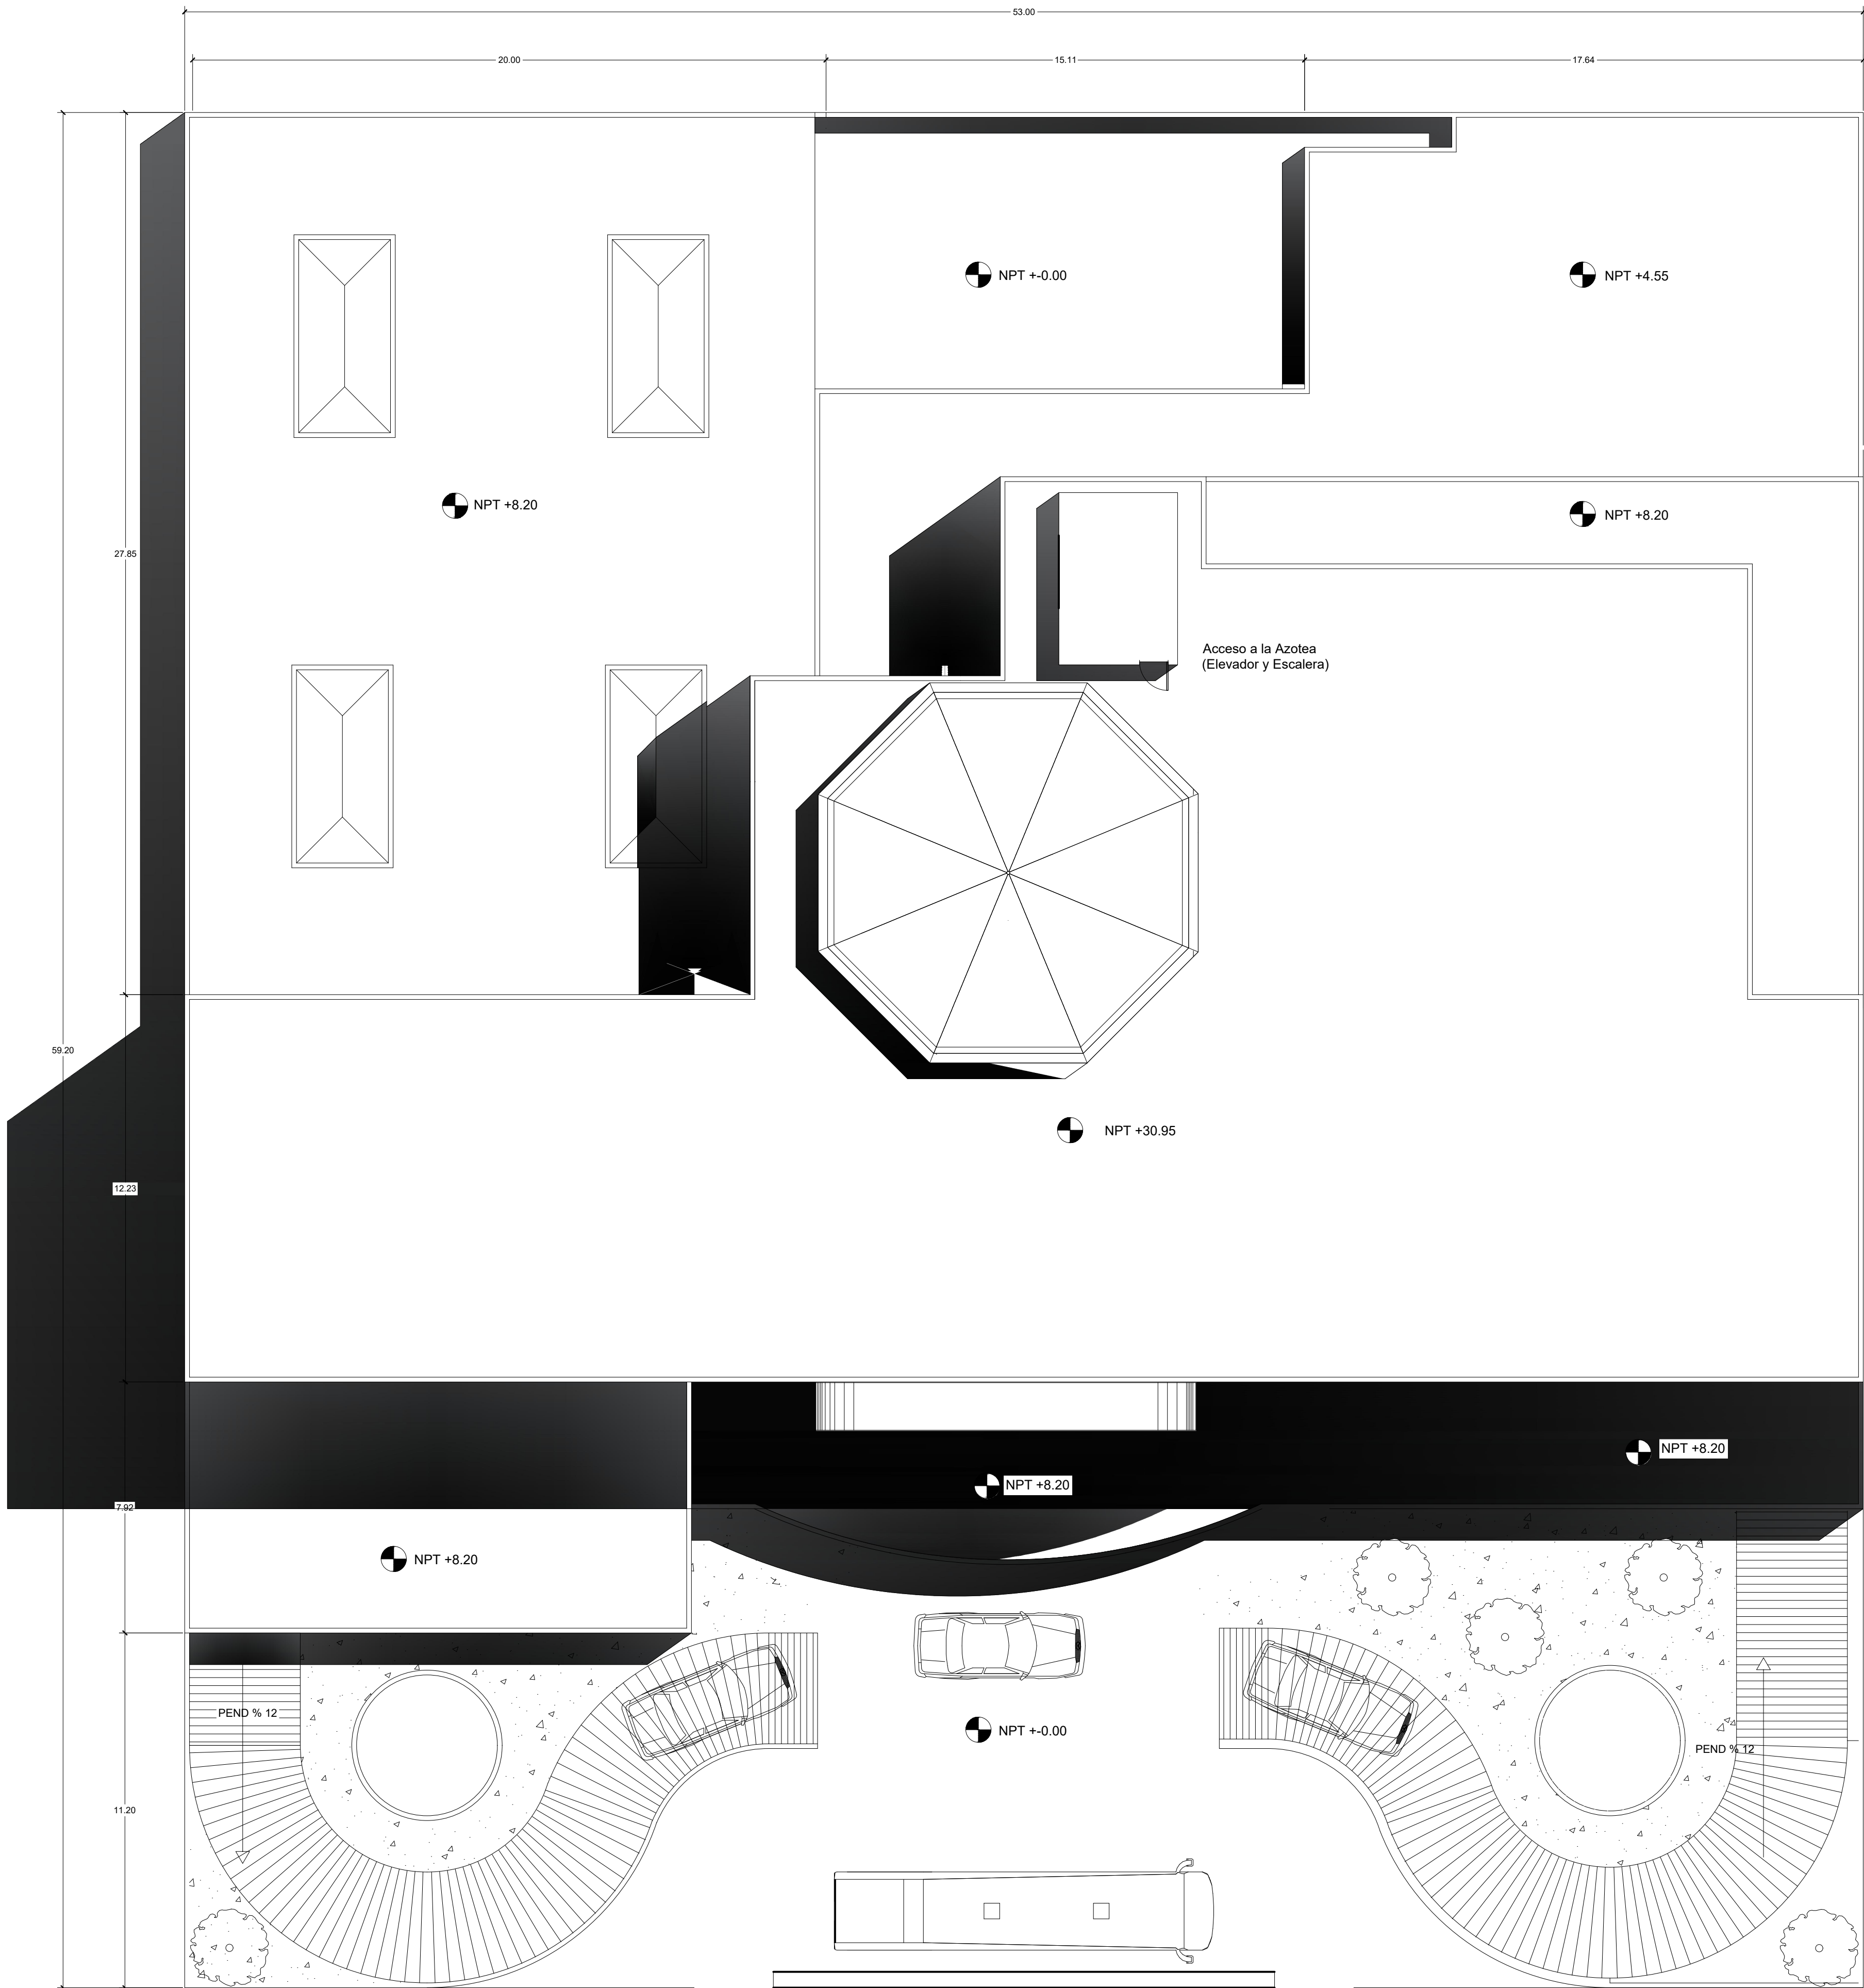 53.00
20.00
15.11
17.64
NPT +-0.00
NPT +4.55
NPT +8.20
NPT +8.20
27.85
Acceso a la Azotea
(Elevador y Escalera)
59.20
NPT +30.95
12.23
NPT +8.20
NPT +8.20
7.92
NPT +8.20
PEND % 12
NPT +-0.00
PEND % 12
11.20